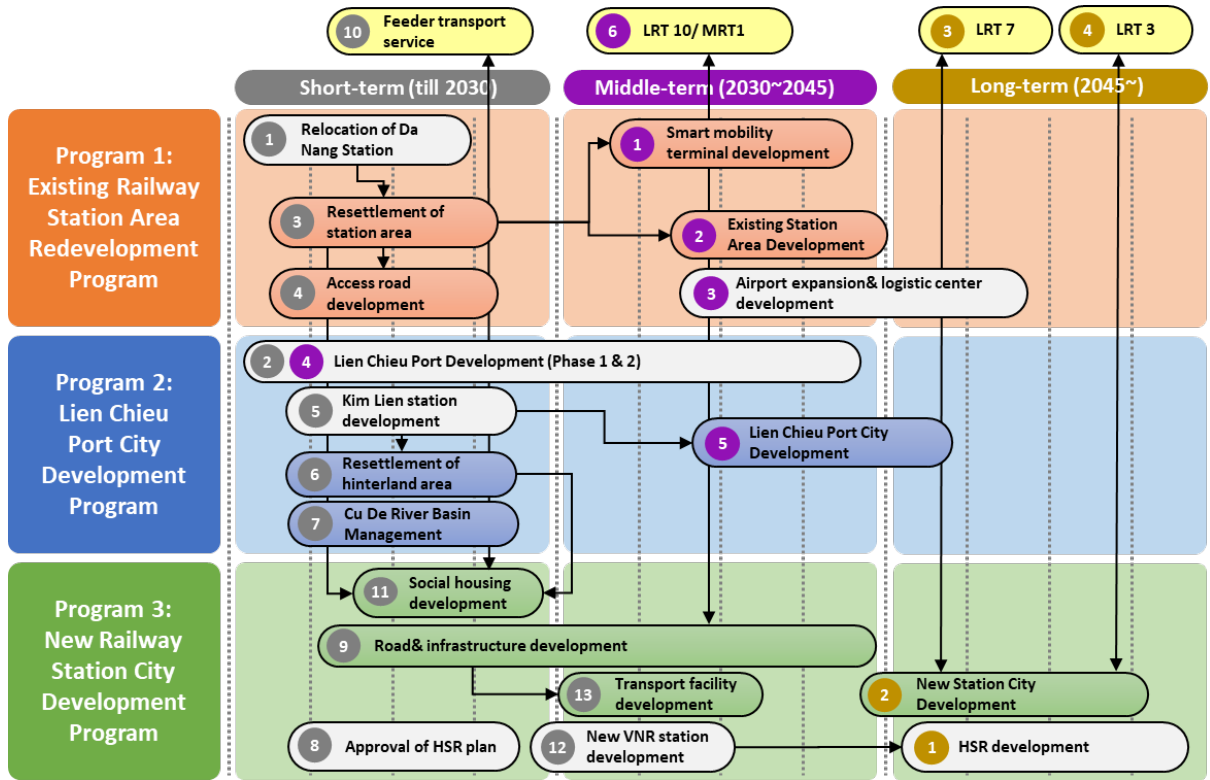 10
Feeder transport
service
6
LRT 10/ MRT1
3
LRT 7
4
LRT 3
Short-term (till 2030)
Middle-term (2030~2045)
Long-term (2045~)
Program 1:
Existing Railway
Station Area
Redevelopment
Program
1
Relocation of Da
Nang Station
1
Smart mobility
terminal development
3
Resettlement of
station area
2
Existing Station
Area Development
4
Access road
development
3
Airport expansion& logistic center
development
Program 2:
Lien Chieu
Port City
Development
Program
2
4
Lien Chieu Port Development (Phase 1 & 2)
5
Kim Lien station
development
5
Lien Chieu Port City
Development
6
Resettlement of
hinterland area
7
Cu De River Basin
Management
Program 3:
New Railway
Station City
Development
Program
11
Social housing
development
9
Road& infrastructure development
13
Transport facility
development
2
New Station City
Development
8
Approval of HSR plan
12
New VNR station
development
1
HSR development